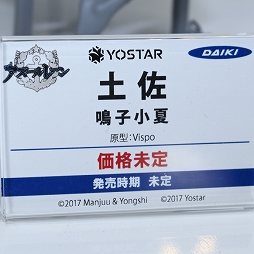 アズールレーン
YOSTAR
DAIKI
土佐
鳴子小夏
原型：Vispo
価格未定
発売時期 未定
©2017 Manjuu & Yongshi ©2017 Yostar